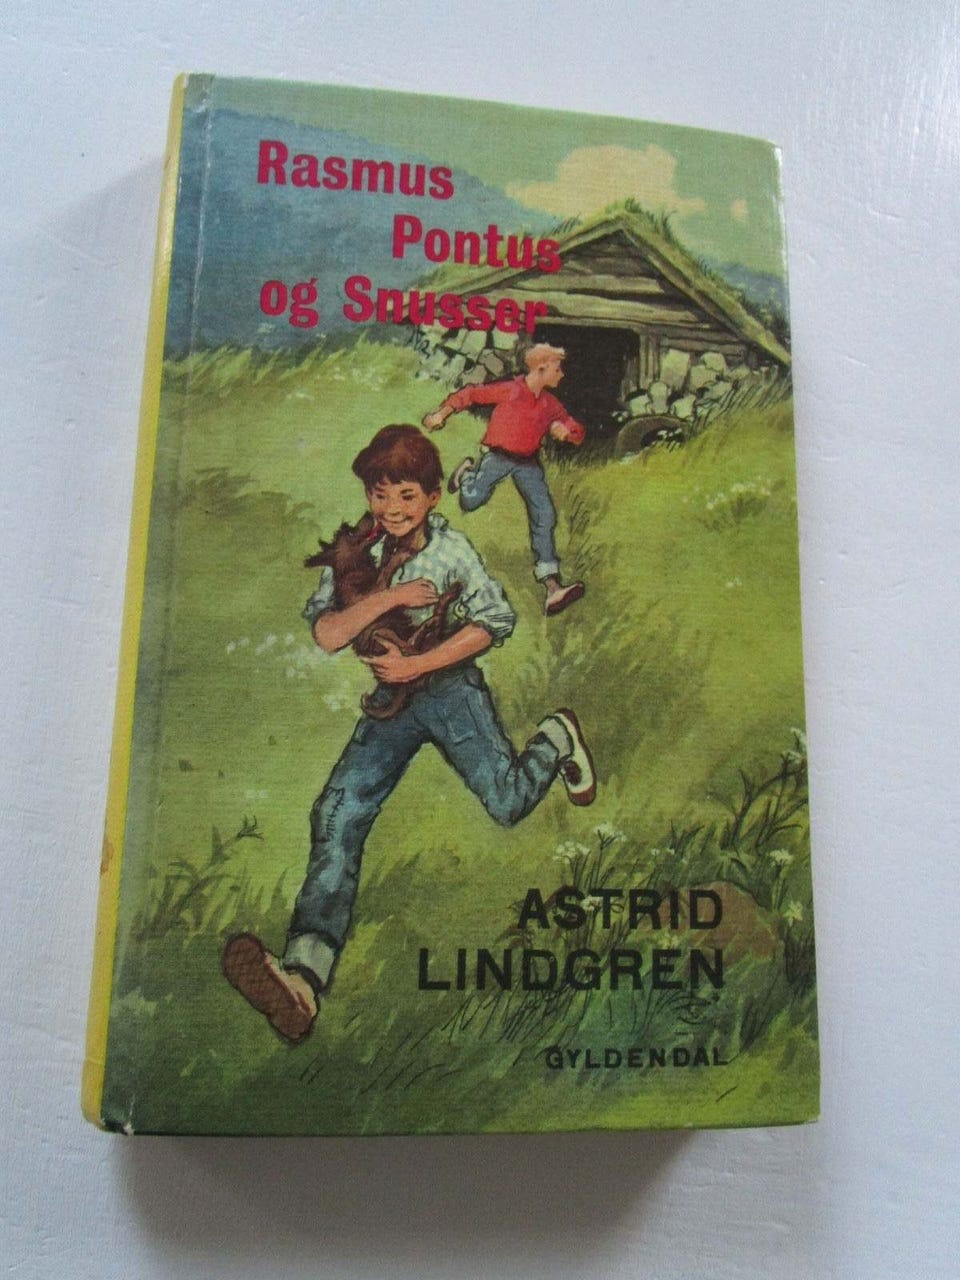 Rasmus
Pontus
og Snusser
ASTRID
LINDGREN
GYLDENDAL